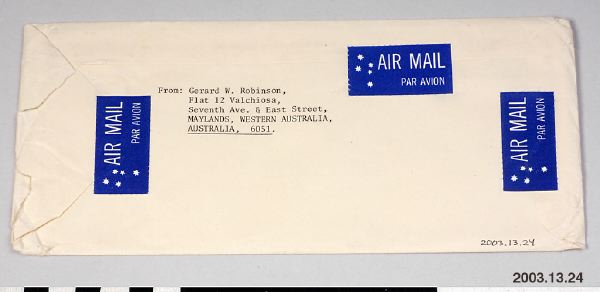 AIR MAIL
PAR AVION
From: Gerard W. Robinson,
Flat 12 Valchiosa,
Seventh Ave. & East Street,
MAYLANDS, WESTERN AUSTRALIA,
AUSTRALIA, 6051.
AIR MAIL
PAR AVION
AIR MAIL
PAR AVION
2003.13.24
2003.13.24